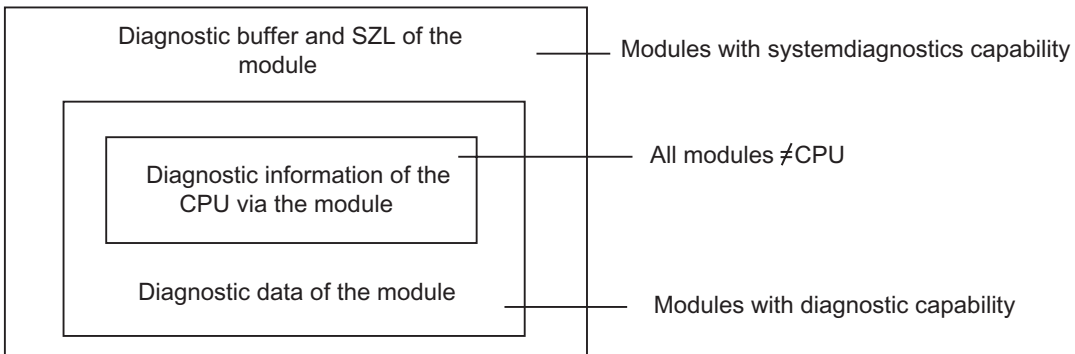 Diagnostic buffer and SZL of the
module
Modules with systemdiagnostics capability
All modules ≠CPU
Diagnostic information of the
CPU via the module
Diagnostic data of the module
Modules with diagnostic capability